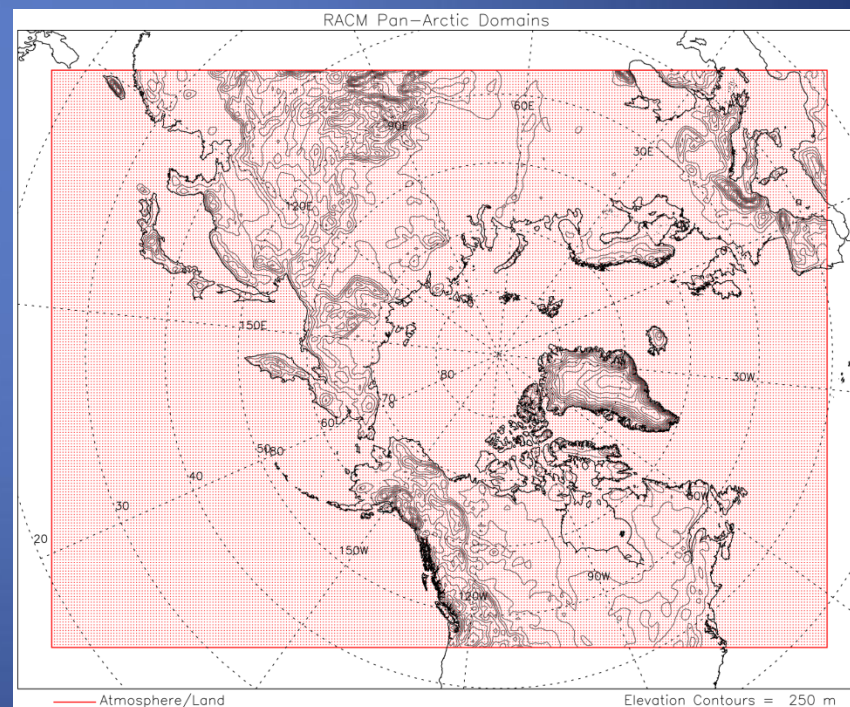 RACM Pan-Arctic Domains
60E
90E
30E
120E
150E
80
30W
70
60
50
180
40
30
60W
20
150W
90W
120W
Atmosphere/Land
Elevation Contours = 250 m